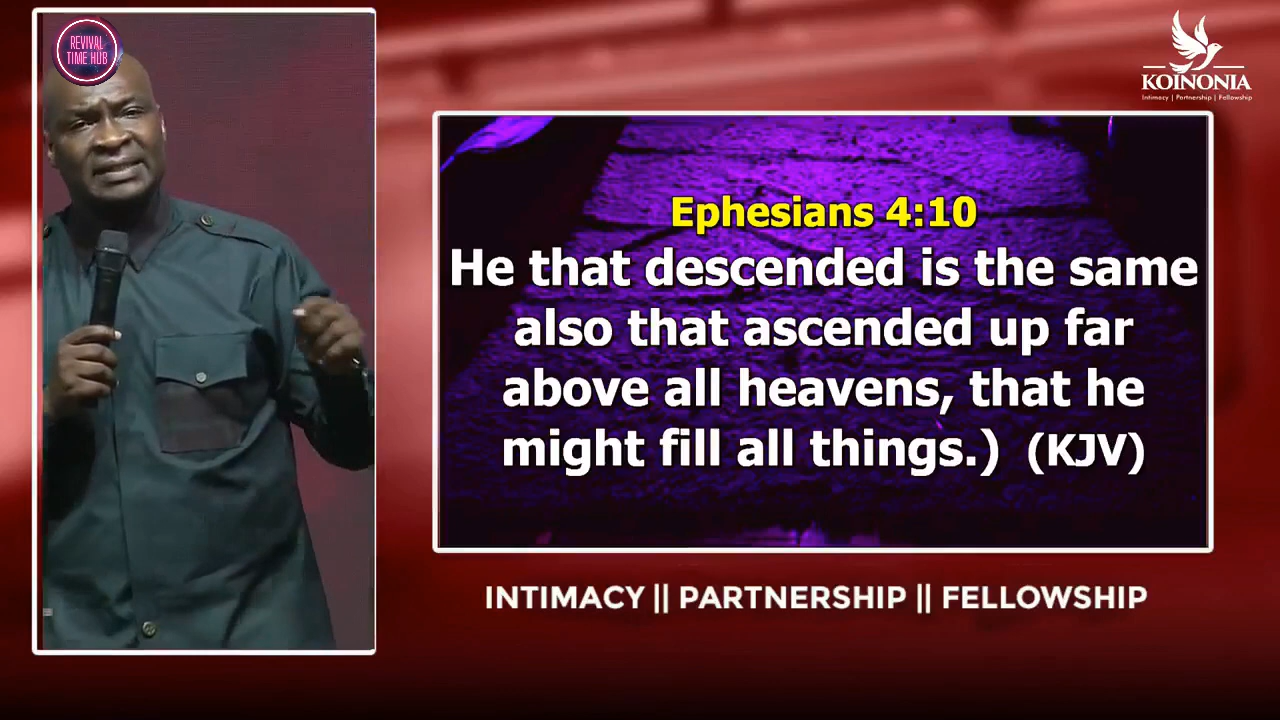 REVIVAL
TIME HUB
KOINONIA
Intimacy | Partnership | Fellowship
Ephesians 4:10
He that descended is the same
also that ascended up far
above all heavens, that he
might fill all things.) (KJV)
INTIMACY || PARTNERSHIP || FELLOWSHIP